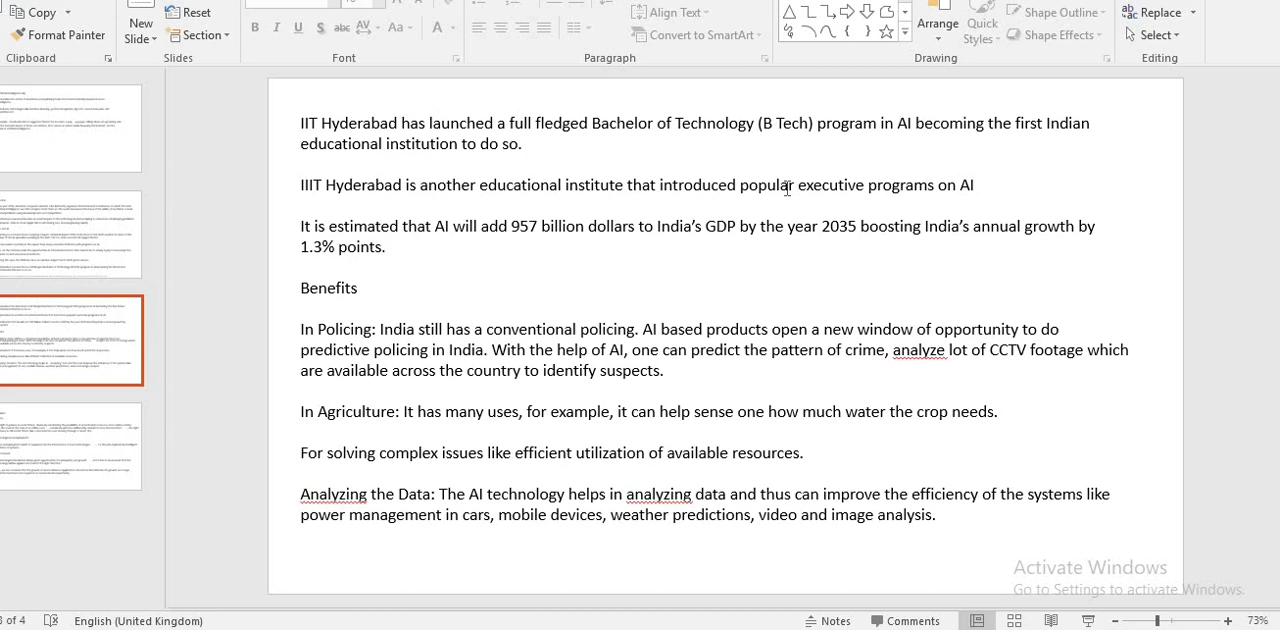 Copy
Format Painter
Clipboard
New
Slide
Reset
Section
Slides
B I U S abc AV Aa A
Font
Align Text
Convert to SmartArt
Paragraph
Arrange
Quick
Styles
Shape Outline
Shape Effects
Drawing
Replace
Select
Editing
IIT Hyderabad has launched a full fledged Bachelor of Technology (B Tech) program in AI becoming the first Indian
educational institution to do so.
IIIT Hyderabad is another educational institute that introduced popular executive programs on AI
It is estimated that AI will add 957 billion dollars to India's GDP by the year 2035 boosting India's annual growth by
1.3% points.
Benefits
In Policing: India still has a conventional policing. AI based products open a new window of opportunity to do
predictive policing in India. With the help of AI, one can predict the pattern of crime, analyze lot of CCTV footage which
are available across the country to identify suspects.
In Agriculture: It has many uses, for example, it can help sense one how much water the crop needs.
For solving complex issues like efficient utilization of available resources.
Analyzing the Data: The AI technology helps in analyzing data and thus can improve the efficiency of the systems like
power management in cars, mobile devices, weather predictions, video and image analysis.
Activate Windows
Go to Settings to activate Windows.
of 4
English (United Kingdom)
Notes
Comments
73%